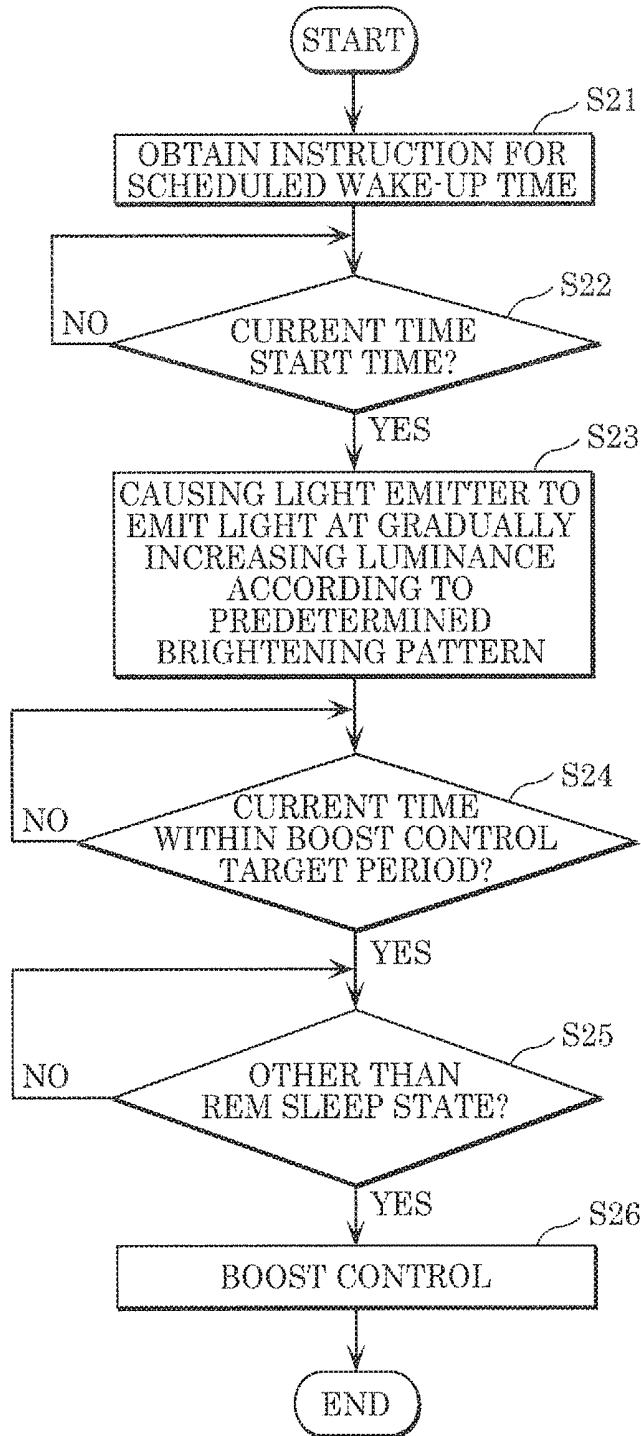 START
S21
OBTAIN INSTRUCTION FOR
SCHEDULED WAKE-UP TIME
S22
NO
CURRENT TIME
START TIME?
YES
S23
CAUSING LIGHT EMITTER TO
EMIT LIGHT AT GRADUALLY
INCREASING LUMINANCE
ACCORDING TO
PREDETERMINED
BRIGHTENING PATTERN
S24
NO
CURRENT TIME
WITHIN BOOST CONTROL
TARGET PERIOD?
YES
S25
NO
OTHER THAN
REM SLEEP STATE?
YES
S26
BOOST CONTROL
END